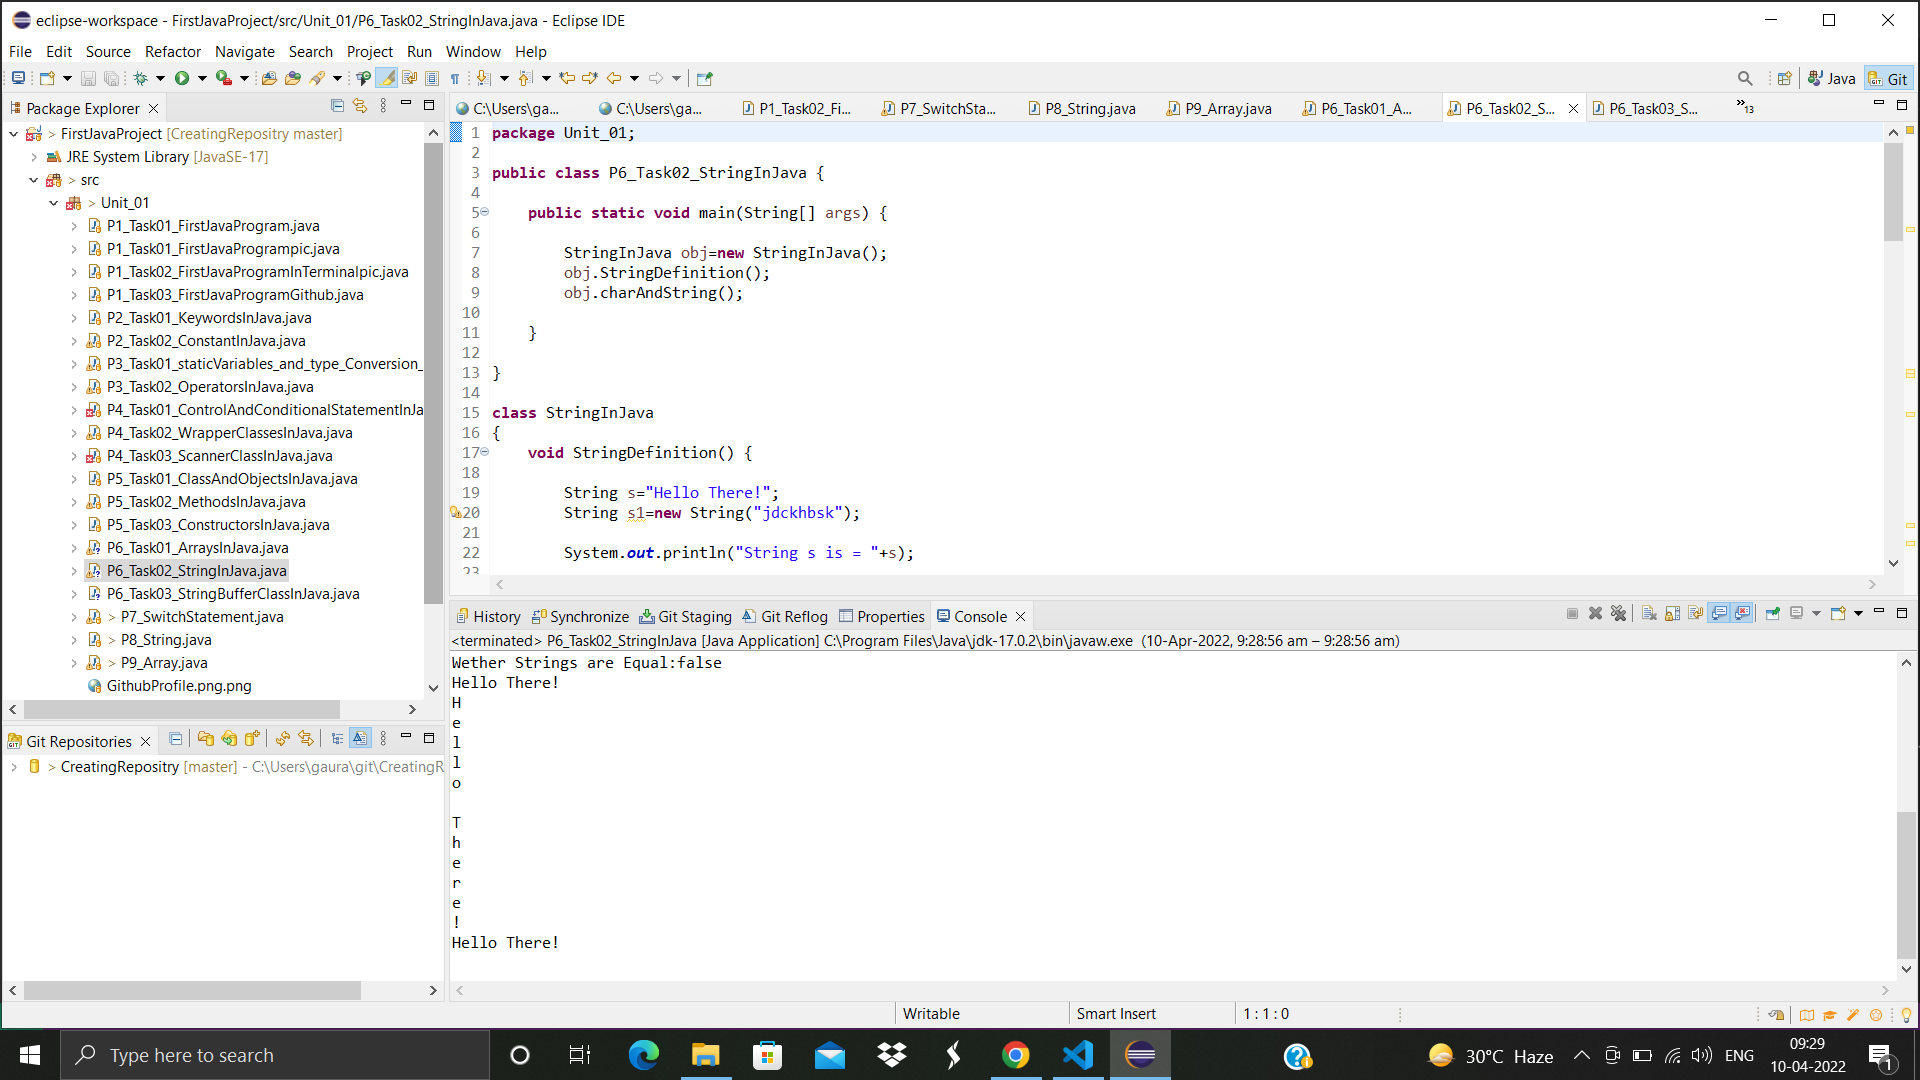 eclipse-workspace - FirstJavaProject/src/Unit_01/P6_Task02_StringInJava.java - Eclipse IDE
File Edit Source Refactor Navigate Search Project Run Window Help
Java Git
Package Explorer
FirstJavaProject [CreatingRepositry master]
JRE System Library [JavaSE-17]
> src
> Unit_01
P1_Task01_FirstJavaProgram.java
P1_Task01_FirstJavaProgrampic.java
P1_Task02_FirstJavaProgramInTerminalpic.java
P1_Task03_FirstJavaProgramGithub.java
P2_Task01_KeywordsInJava.java
P2_Task02_ConstantInJava.java
P3_Task01_staticVariables_and_type_Conversion_
P3_Task02_OperatorsInJava.java
P4_Task01_ControlAndConditionalStatementInJa
P4_Task02_WrapperClassesInJava.java
P4_Task03_ScannerClassInJava.java
P5_Task01_ClassAndObjectsInJava.java
P5_Task02_MethodsInJava.java
P5_Task03_ConstructorsInJava.java
P6_Task01_ArraysInJava.java
P6_Task02_StringInJava.java
P6_Task03_StringBufferClassInJava.java
> P7_SwitchStatement.java
> P8_String.java
> P9_Array.java
GithubProfile.png.png
Git Repositories
> CreatingRepositry [master] - C:\Users\gaura\git\CreatingR
C:\Users\ga... C:\Users\ga... P1_Task02_Fi... P7_SwitchSta... P8_String.java P9_Array.java P6_Task01_A... P6_Task02_S... P6_Task03_S... »13
1 package Unit_01;
2
3 public class P6_Task02_StringInJava {
4
5 public static void main(String[] args) {
6
7 StringInJava obj=new StringInJava();
8 obj.StringDefinition();
9 obj.charAndString();
10
11 }
12
13 }
14
15 class StringInJava
16 {
17 void StringDefinition() {
18
19 String s="Hello There!";
20 String s1=new String("jdckhbsk");
21
22 System.out.println("String s is = "+s);
23
History Synchronize Git Staging Git Reflog Properties Console
<terminated> P6_Task02_StringInJava [Java Application] C:\Program Files\Java\jdk-17.0.2\bin\javaw.exe (10-Apr-2022, 9:28:56 am – 9:28:56 am)
Wether Strings are Equal:false
Hello There!
H
e
l
l
o
T
h
e
r
e
!
Hello There!
Writable Smart Insert 1 : 1 : 0
Type here to search
30°C Haze ENG
09:29
10-04-2022
1